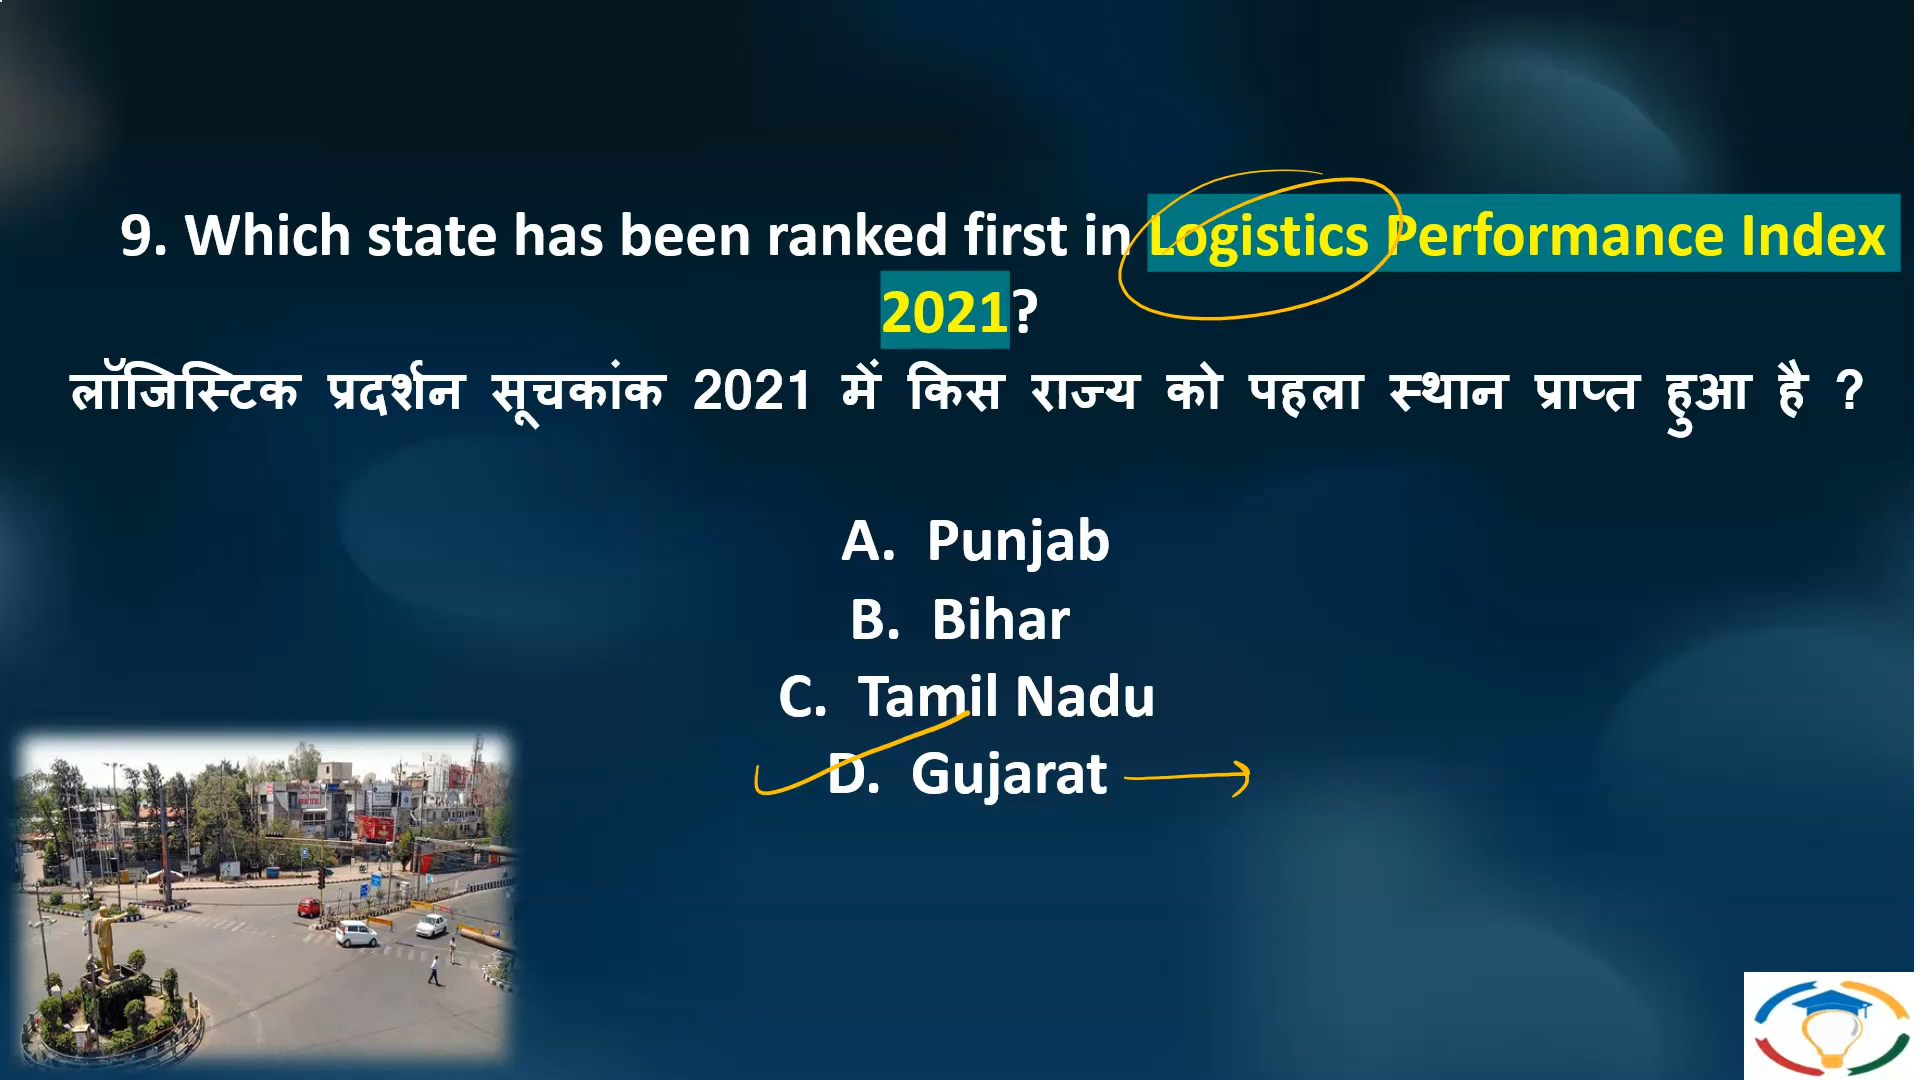 9. Which state has been ranked first in Logistics Performance Index
2021?
लॉजिस्टिक प्रदर्शन सूचकांक 2021 में किस राज्य को पहला स्थान प्राप्त हुआ है ?
A. Punjab
B. Bihar
C. Tamil Nadu
D. Gujarat